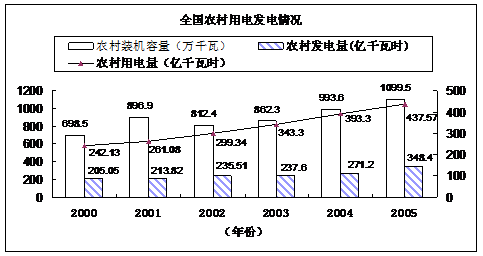 全国农村用电发电情况
农村装机容量（万千瓦） 农村发电量(亿千瓦时)
农村用电量（亿千瓦时）
1200 1000 800 600 400 200 0
500 400 300 200 100 0
698.5 896.9 812.4 862.3 993.6 1099.5
242.13 261.08 299.34 343.3 393.3 437.57
205.05 213.82 235.51 237.6 271.2 348.4
2000 2001 2002 2003 2004 2005
（年份）